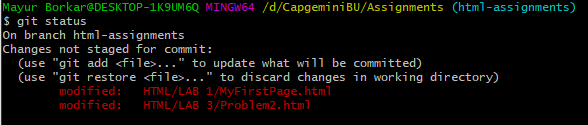 Mayur Borkar@DESKTOP-1K9UM6Q MINGW64 /d/CapgeminiBU/Assignments (html-assignments)
$ git status
On branch html-assignments
Changes not staged for commit:
  (use "git add <file>..." to update what will be committed)
  (use "git restore <file>..." to discard changes in working directory)
        modified:   HTML/LAB 1/MyFirstPage.html
        modified:   HTML/LAB 3/Problem2.html